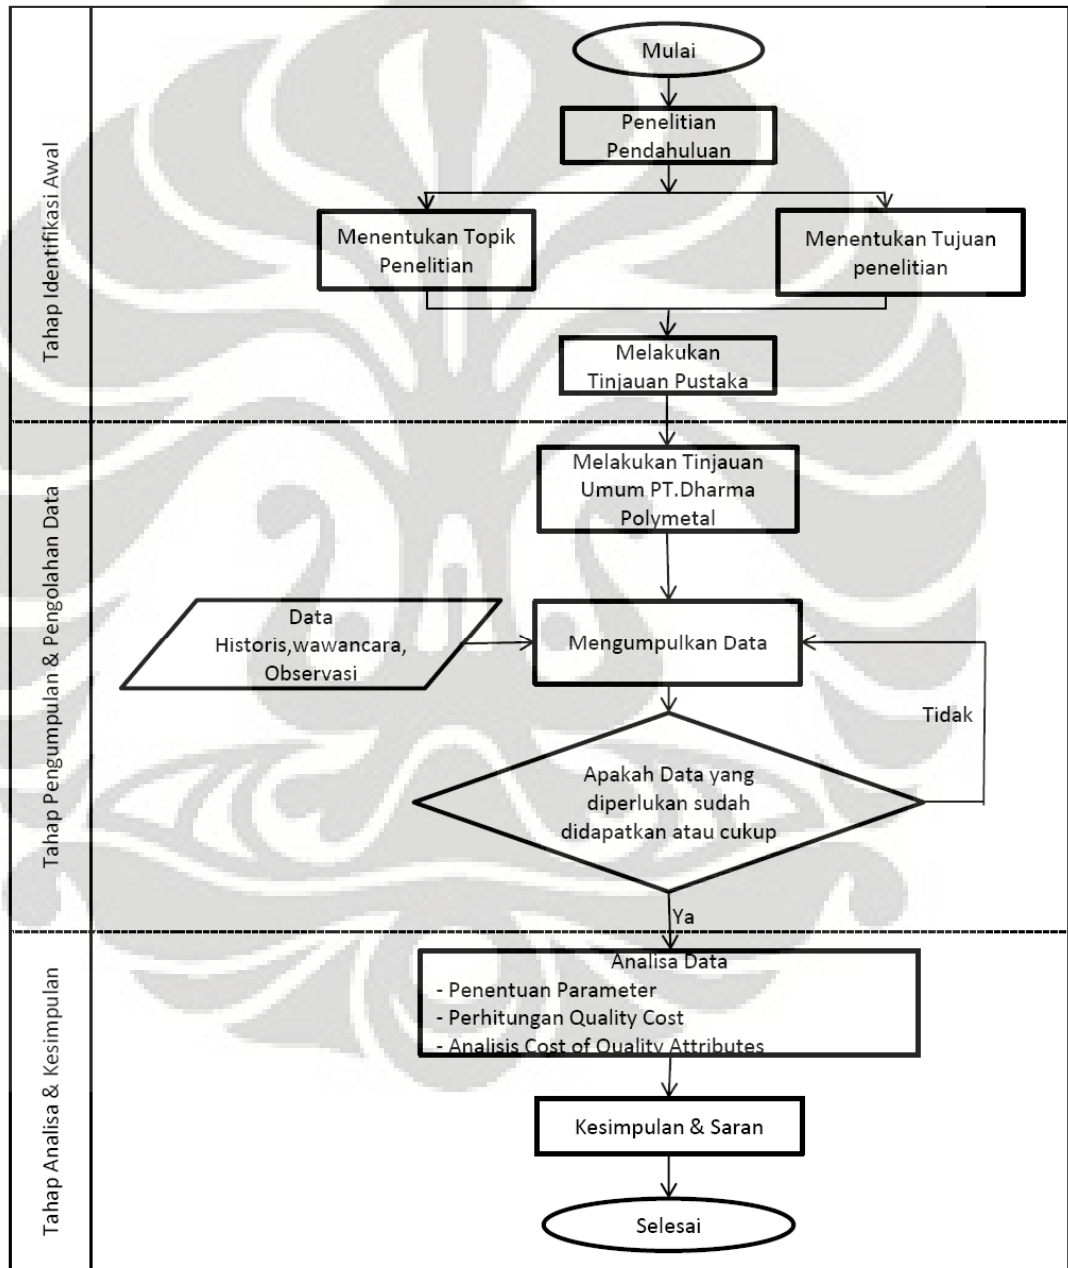 Tahap Identifikasi Awal
Mulai
Penelitian
Pendahuluan
Menentukan Topik
Penelitian
Menentukan Tujuan
penelitian
Melakukan
Tinjauan Pustaka
Tahap Pengumpulan & Pengolahan Data
Melakukan Tinjauan
Umum PT.Dharma
Polymetal
Data
Historis,wawancara,
Observasi
Mengumpulkan Data
Tidak
Apakah Data yang
diperlukan sudah
didapatkan atau cukup
Ya
Tahap Analisa & Kesimpulan
Analisa Data
- Penentuan Parameter
- Perhitungan Quality Cost
- Analisis Cost of Quality Attributes
Kesimpulan & Saran
Selesai